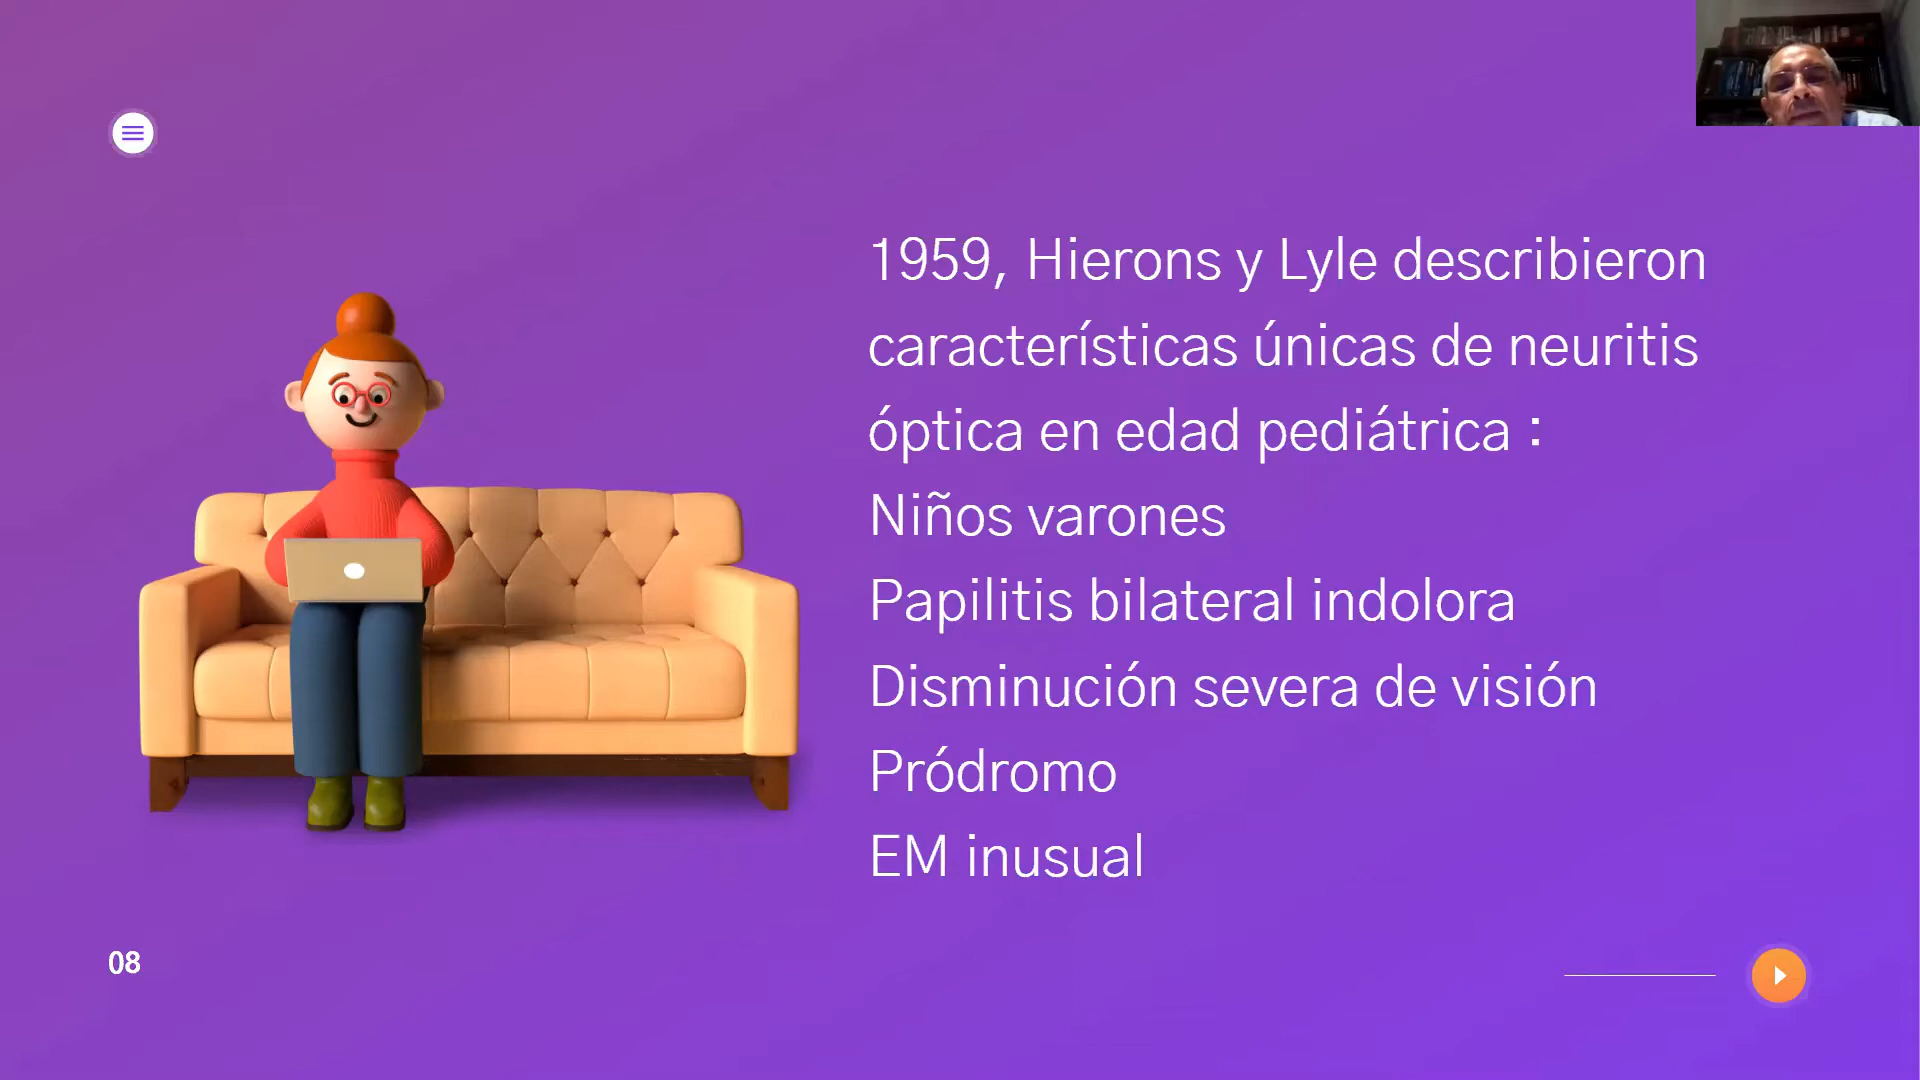 1959, Hierons y Lyle describieron
características únicas de neuritis
óptica en edad pediátrica :
Niños varones
Papilitis bilateral indolora
Disminución severa de visión
Pródromo
EM inusual
08